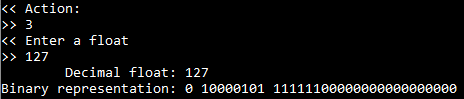 << Action:
>> 3
<< Enter a float
>> 127
Decimal float: 127
Binary representation: 0 10000101 11111100000000000000000